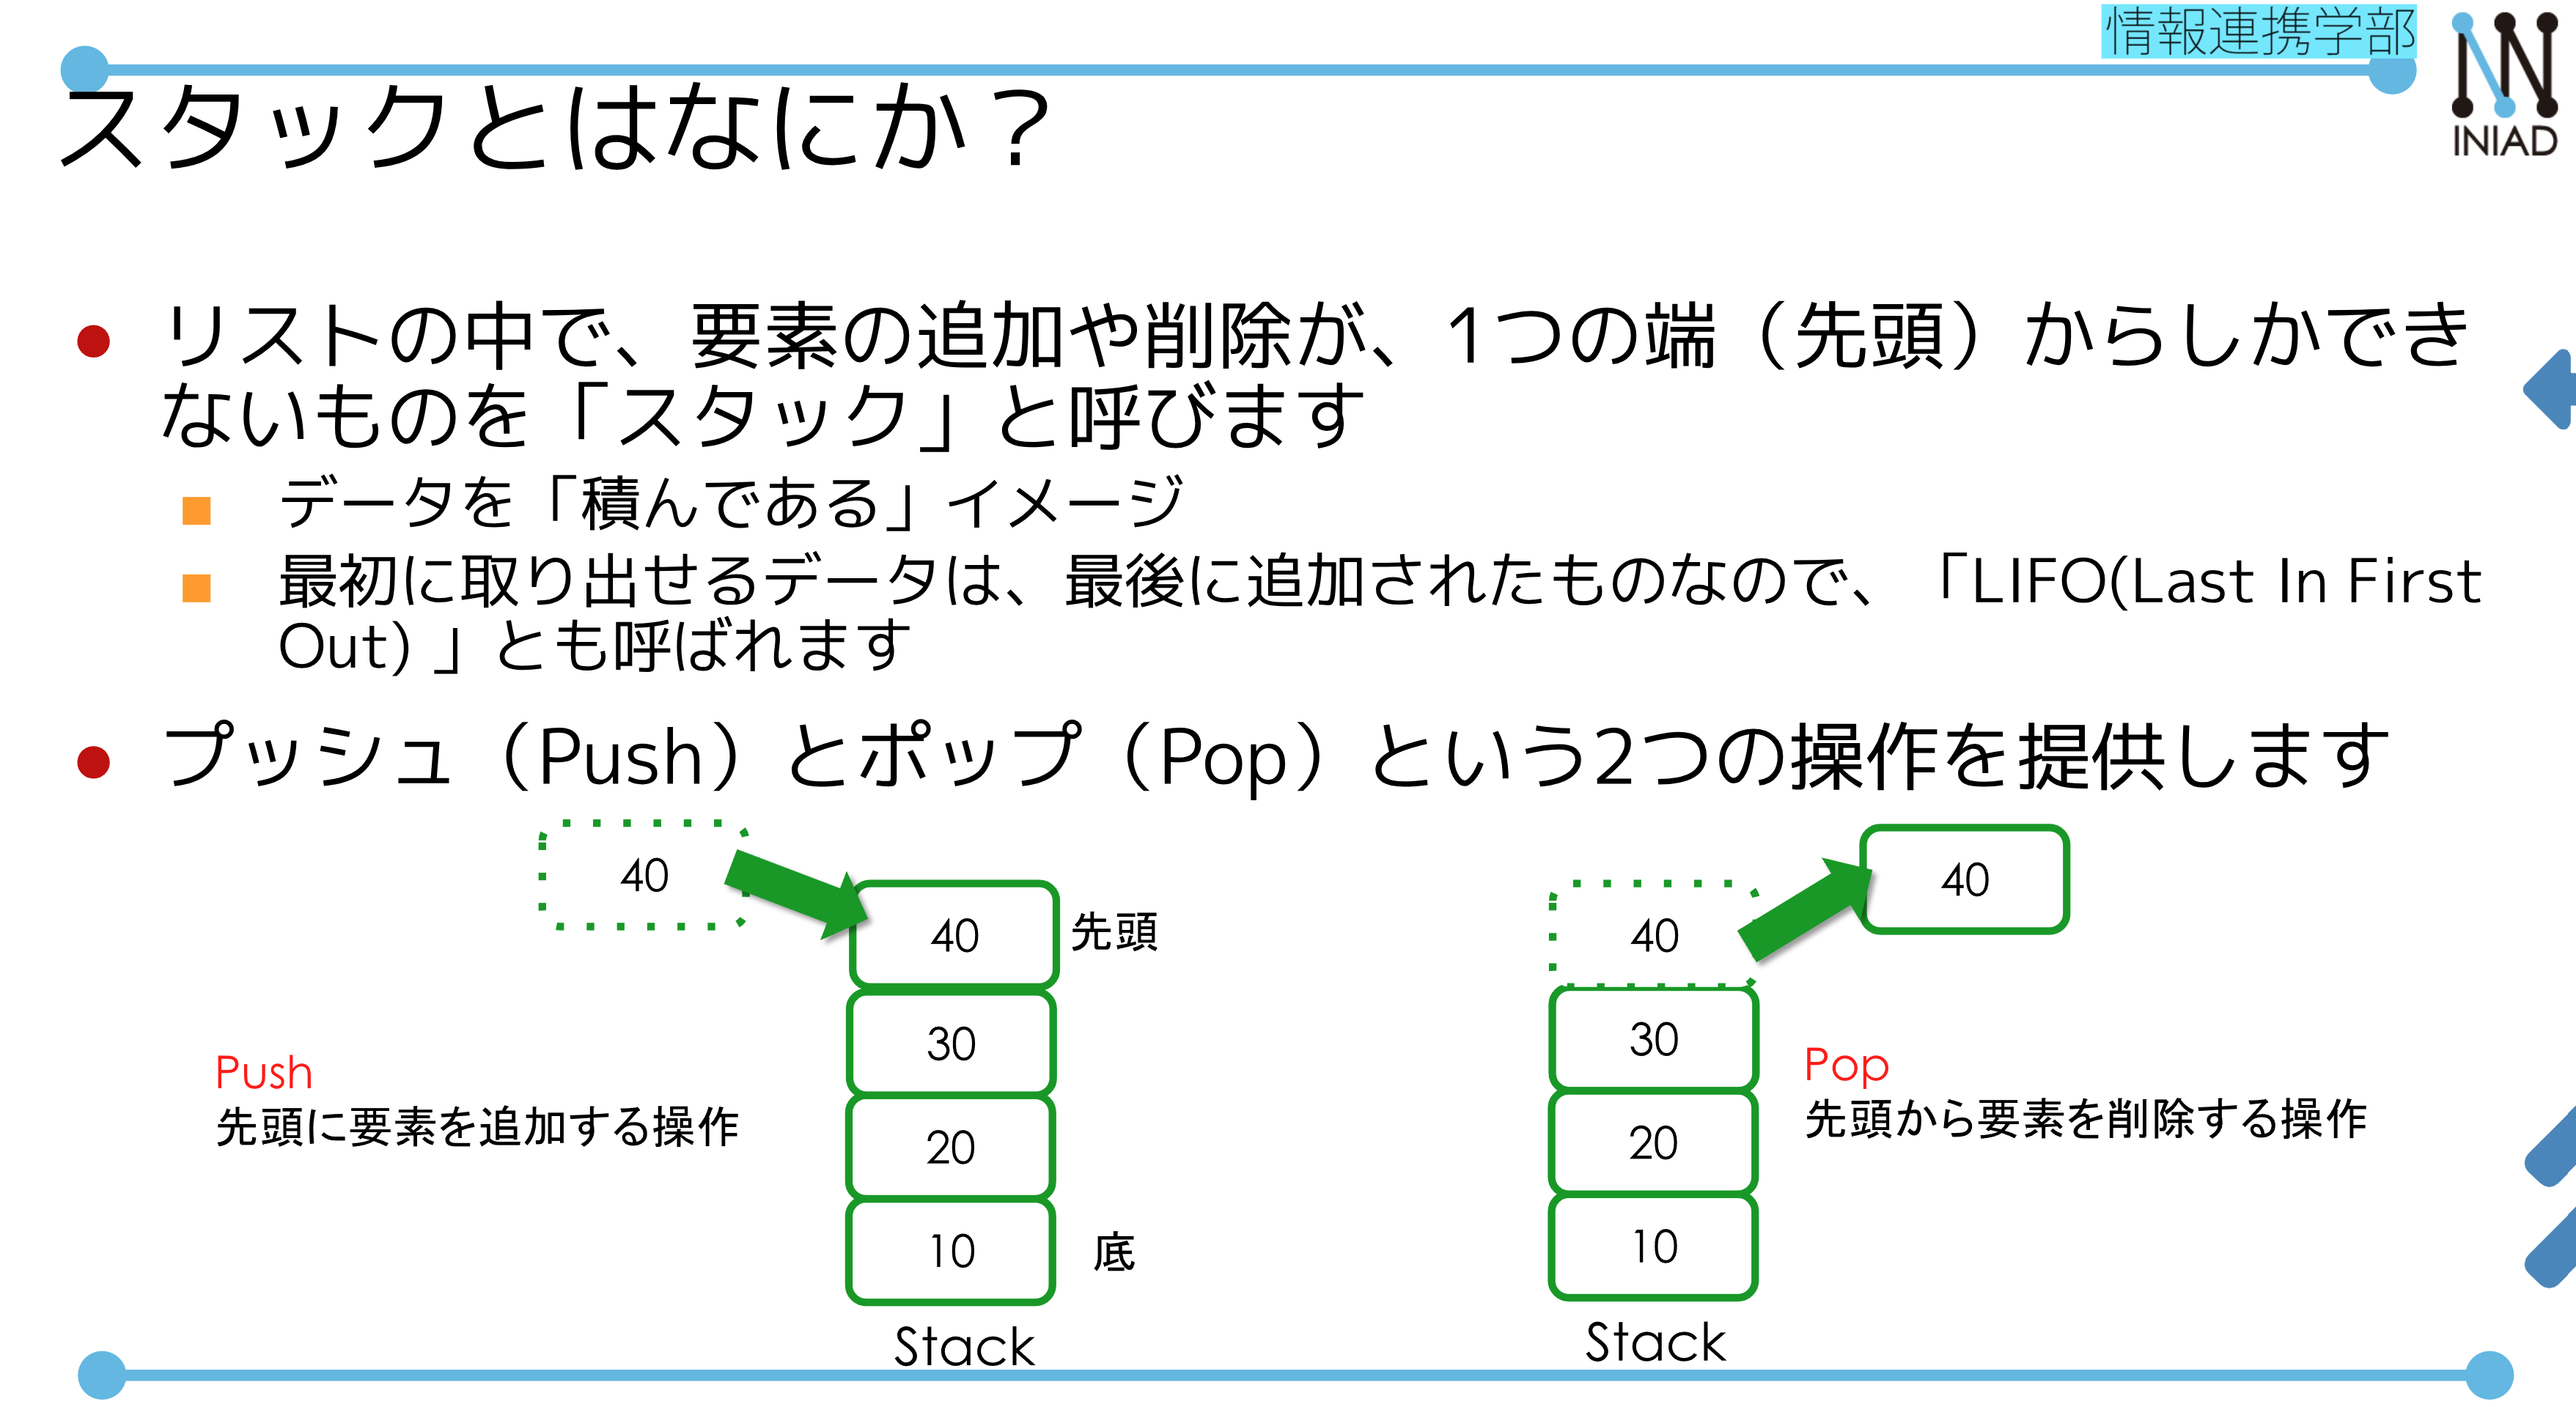 情報連携学部
INIAD
スタックとはなにか？
リストの中で、要素の追加や削除が、1つの端（先頭）からしかでき
ないものを「スタック」と呼びます
データを「積んである」イメージ
最初に取り出せるデータは、最後に追加されたものなので、「LIFO(Last In First
Out) 」とも呼ばれます
プッシュ（Push）とポップ（Pop）という2つの操作を提供します
40
40 先頭
30
20
10 底
Stack
Push
先頭に要素を追加する操作
40
40
30
20
10
Stack
Pop
先頭から要素を削除する操作